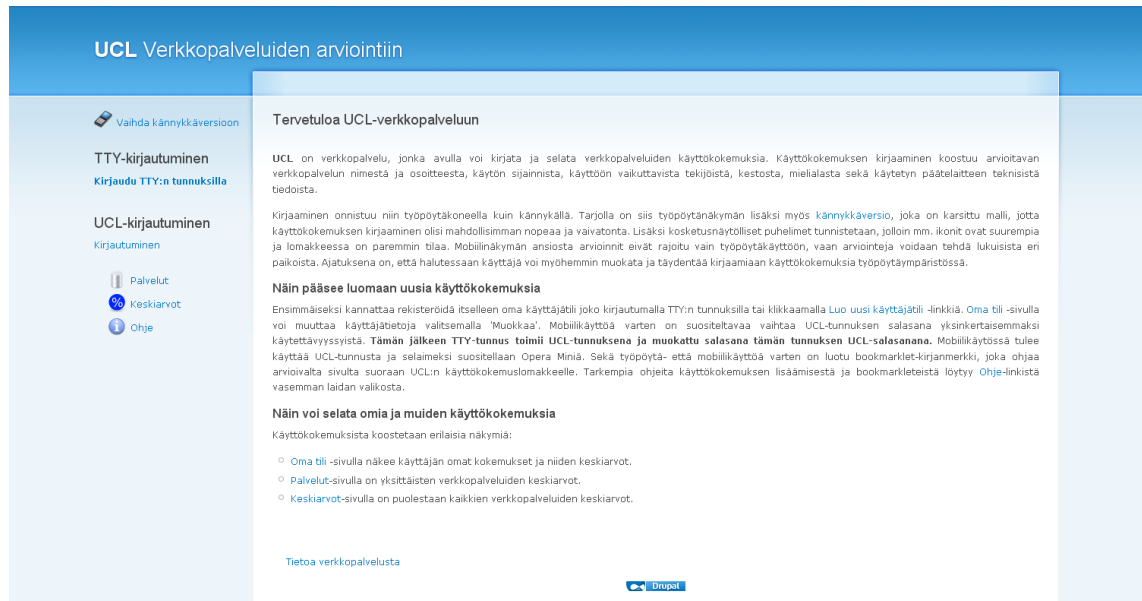 UCL Verkkopalveluiden arviointiin
Vaihda kännykkäversioon
TTY-kirjautuminen
Kirjaudu TTY:n tunnuksilla
UCL-kirjautuminen
Kirjautuminen
Palvelut
% Keskiarvot
i Ohje
Tervetuloa UCL-verkkopalveluun
UCL on verkkopalvelu, jonka avulla voi kirjata ja selata verkkopalveluiden käyttökokemuksia. Käyttökokemuksen kirjaaminen koostuu arvioitavan
verkkopalvelun nimestä ja osoitteesta, käytön sijainnista, käyttöön vaikuttavista tekijöistä, kestosta, mielialasta sekä käytetyn päätelaitteen teknisistä
tiedoista.
Kirjaaminen onnistuu niin työpöytäkoneella kuin kännykällä. Tarjolla on siis työpöytänäkymän lisäksi myös kännykkäversio, joka on karsittu malli, jotta
käyttökokemuksen kirjaaminen olisi mahdollisimman nopeaa ja vaivatonta. Lisäksi kosketusnäytölliset puhelimet tunnistetaan, jolloin mm. ikonit ovat suurempia
ja lomakkeessa on paremmin tilaa. Mobiilinäkymän ansiosta arvioinnit eivät rajoitu vain työpöytäkäyttöön, vaan arviointeja voidaan tehdä lukuisista eri
paikoista. Ajatuksena on, että halutessaan käyttäjä voi myöhemmin muokata ja täydentää kirjaamiaan käyttökokemuksia työpöytäympäristössä.
Näin pääsee luomaan uusia käyttökokemuksia
Ensimmäiseksi kannattaa rekisteröidä itselleen oma käyttäjätili joko kirjautumalla TTY:n tunnuksilla tai klikkaamalla Luo uusi käyttäjätili -linkkiä. Oma tili -sivulla
voi muuttaa käyttäjätietoja valitsemalla 'Muokkaa'. Mobiilikäyttöä varten on suositeltavaa vaihtaa UCL-tunnuksen salasana yksinkertaisemmaksi
käytettävyyssyistä. Tämän jälkeen TTY-tunnus toimii UCL-tunnuksena ja muokattu salasana tämän tunnuksen UCL-salasanana. Mobiilikäytössä tulee
käyttää UCL-tunnusta ja selaimeksi suositellaan Opera Miniä. Sekä työpöytä- että mobiilikäyttöä varten on luotu bookmarklet-kirjanmerkki, joka ohjaa
arvioivalta sivulta suoraan UCL:n käyttökokemuslomakkeelle. Tarkempia ohjeita käyttökokemuksen lisäämisestä ja bookmarkleteistä löytyy Ohje-linkistä
vasemman laidan valikosta.
Näin voi selata omia ja muiden käyttökokemuksia
Käyttökokemuksista koostetaan erilaisia näkymiä:
Oma tili -sivulla näkee käyttäjän omat kokemukset ja niiden keskiarvot.
Palvelut-sivulla on yksittäisten verkkopalveluiden keskiarvot.
Keskiarvot-sivulla on puolestaan kaikkien verkkopalveluiden keskiarvot.
Tietoa verkkopalvelusta
Drupal